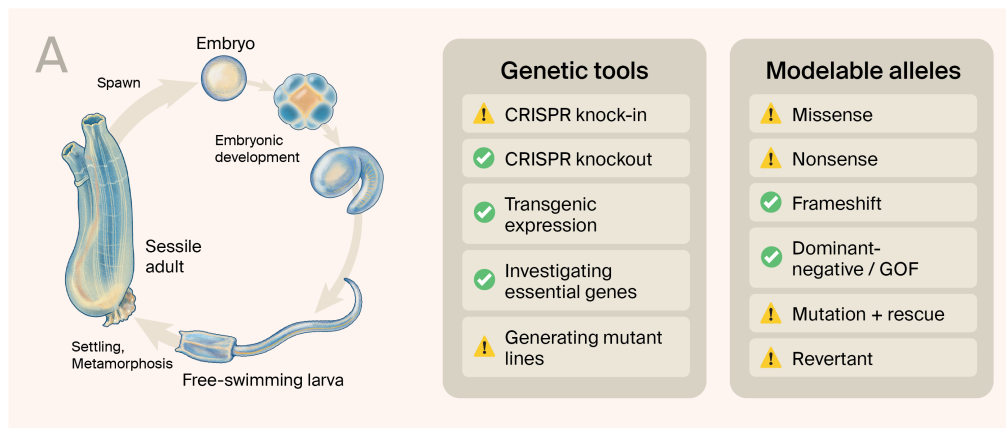 A
Embryo
Spawn
Embryonic
development
Sessile
adult
Settling,
Metamorphosis
Free-swimming larva
Genetic tools
CRISPR knock-in
CRISPR knockout
Transgenic
expression
Investigating
essential genes
Generating mutant
lines
Modelable alleles
Missense
Nonsense
Frameshift
Dominant-
negative / GOF
Mutation + rescue
Revertant